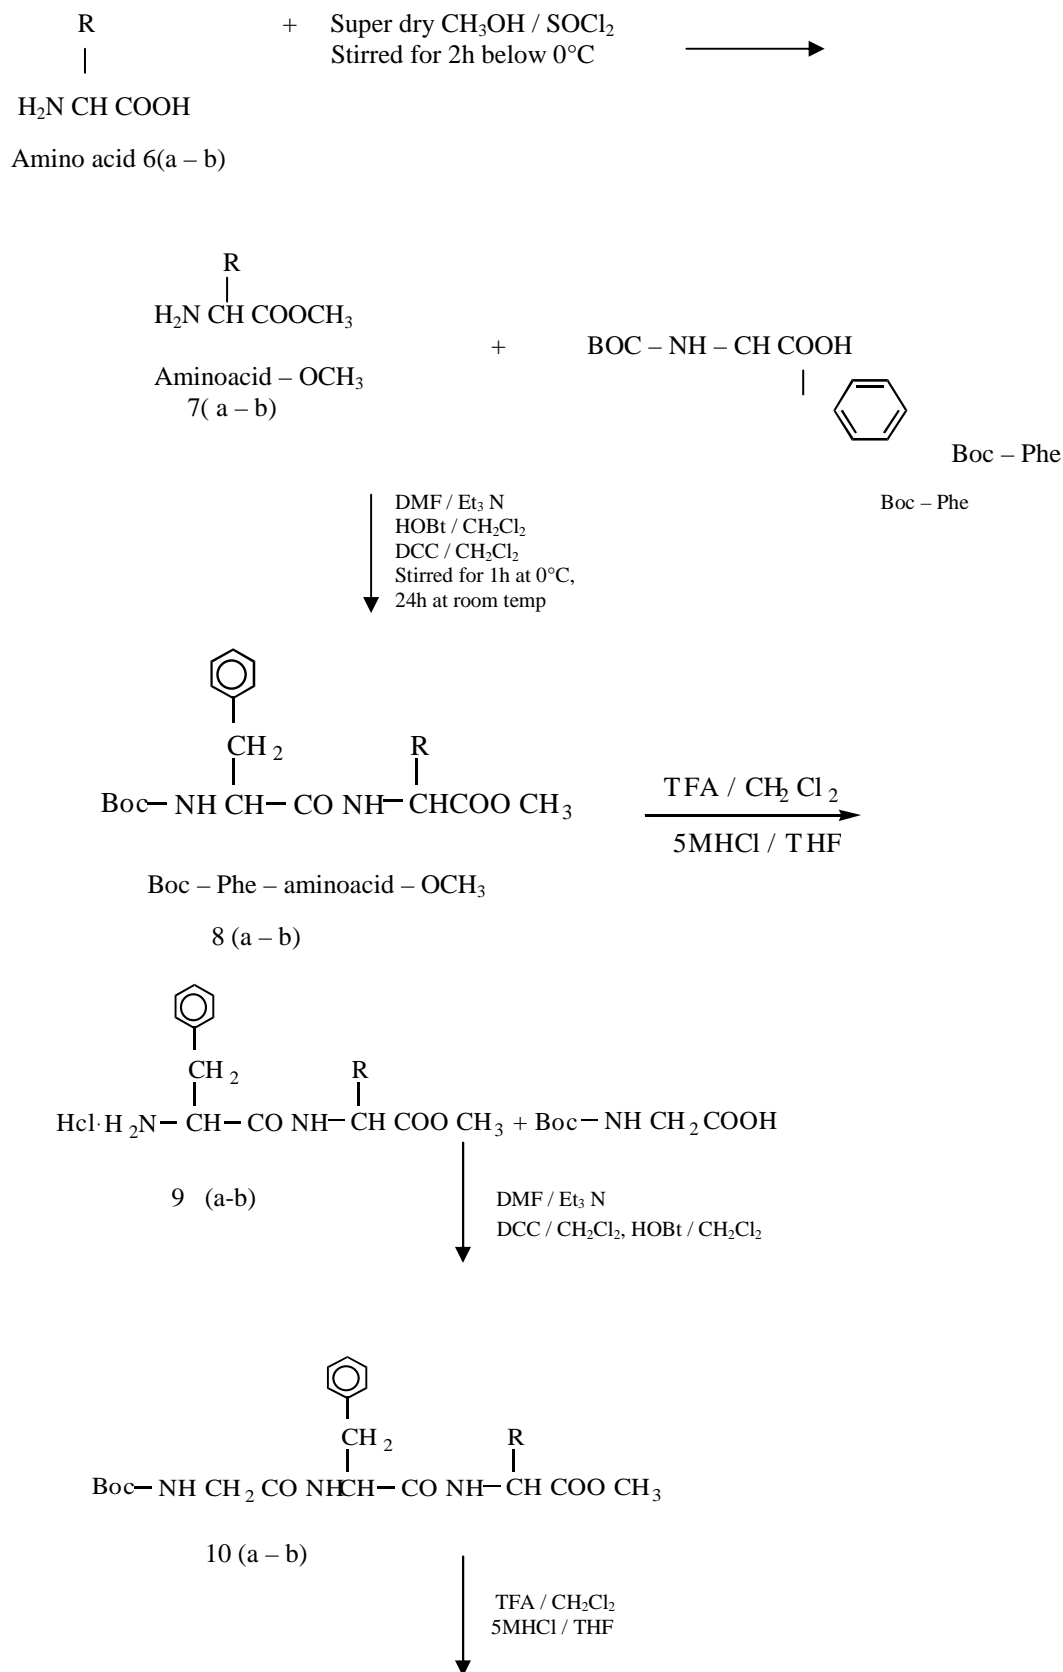 R + Super dry CH₃OH / SOCl₂
Stirred for 2h below 0°C
H₂N CH COOH
Amino acid 6(a – b)
R
H₂N CH COOCH₃
+ BOC – NH – CH COOH
Aminoacid – OCH₃
7( a – b)
Boc – Phe
Boc – Phe
DMF / Et₃ N
HOBt / CH₂Cl₂
DCC / CH₂Cl₂
Stirred for 1h at 0°C,
24h at room temp
CH ₂ R
Boc — NH CH — CO NH — CHCOO CH₃
TFA / CH₂ Cl ₂
5MHCl / THF
Boc – Phe – aminoacid – OCH₃
8 (a – b)
CH ₂ R
Hcl·H ₂N — CH — CO NH — CH COO CH₃ + Boc — NH CH ₂COOH
9 (a-b)
DMF / Et₃ N
DCC / CH₂Cl₂, HOBt / CH₂Cl₂
CH ₂ R
Boc — NH CH₂ CO NHCH — CO NH — CH COO CH₃
10 (a – b)
TFA / CH₂Cl₂
5MHCl / THF